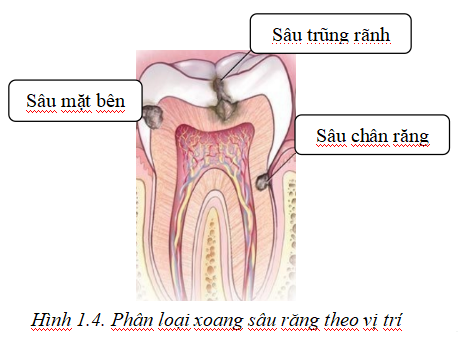 Sâu trũng rãnh
Sâu mặt bên
Sâu chân răng
Hình 1.4. Phân loại xoang sâu răng theo vị trí